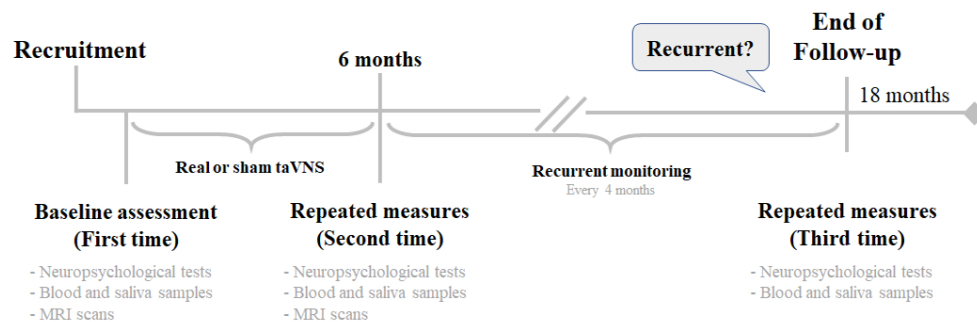 Recruitment
6 months
Recurrent?
End of
Follow-up
18 months
Real or sham taVNS
Recurrent monitoring
Every 4 months
Baseline assessment
(First time)
- Neuropsychological tests
- Blood and saliva samples
- MRI scans
Repeated measures
(Second time)
- Neuropsychological tests
- Blood and saliva samples
- MRI scans
Repeated measures
(Third time)
- Neuropsychological tests
- Blood and saliva samples